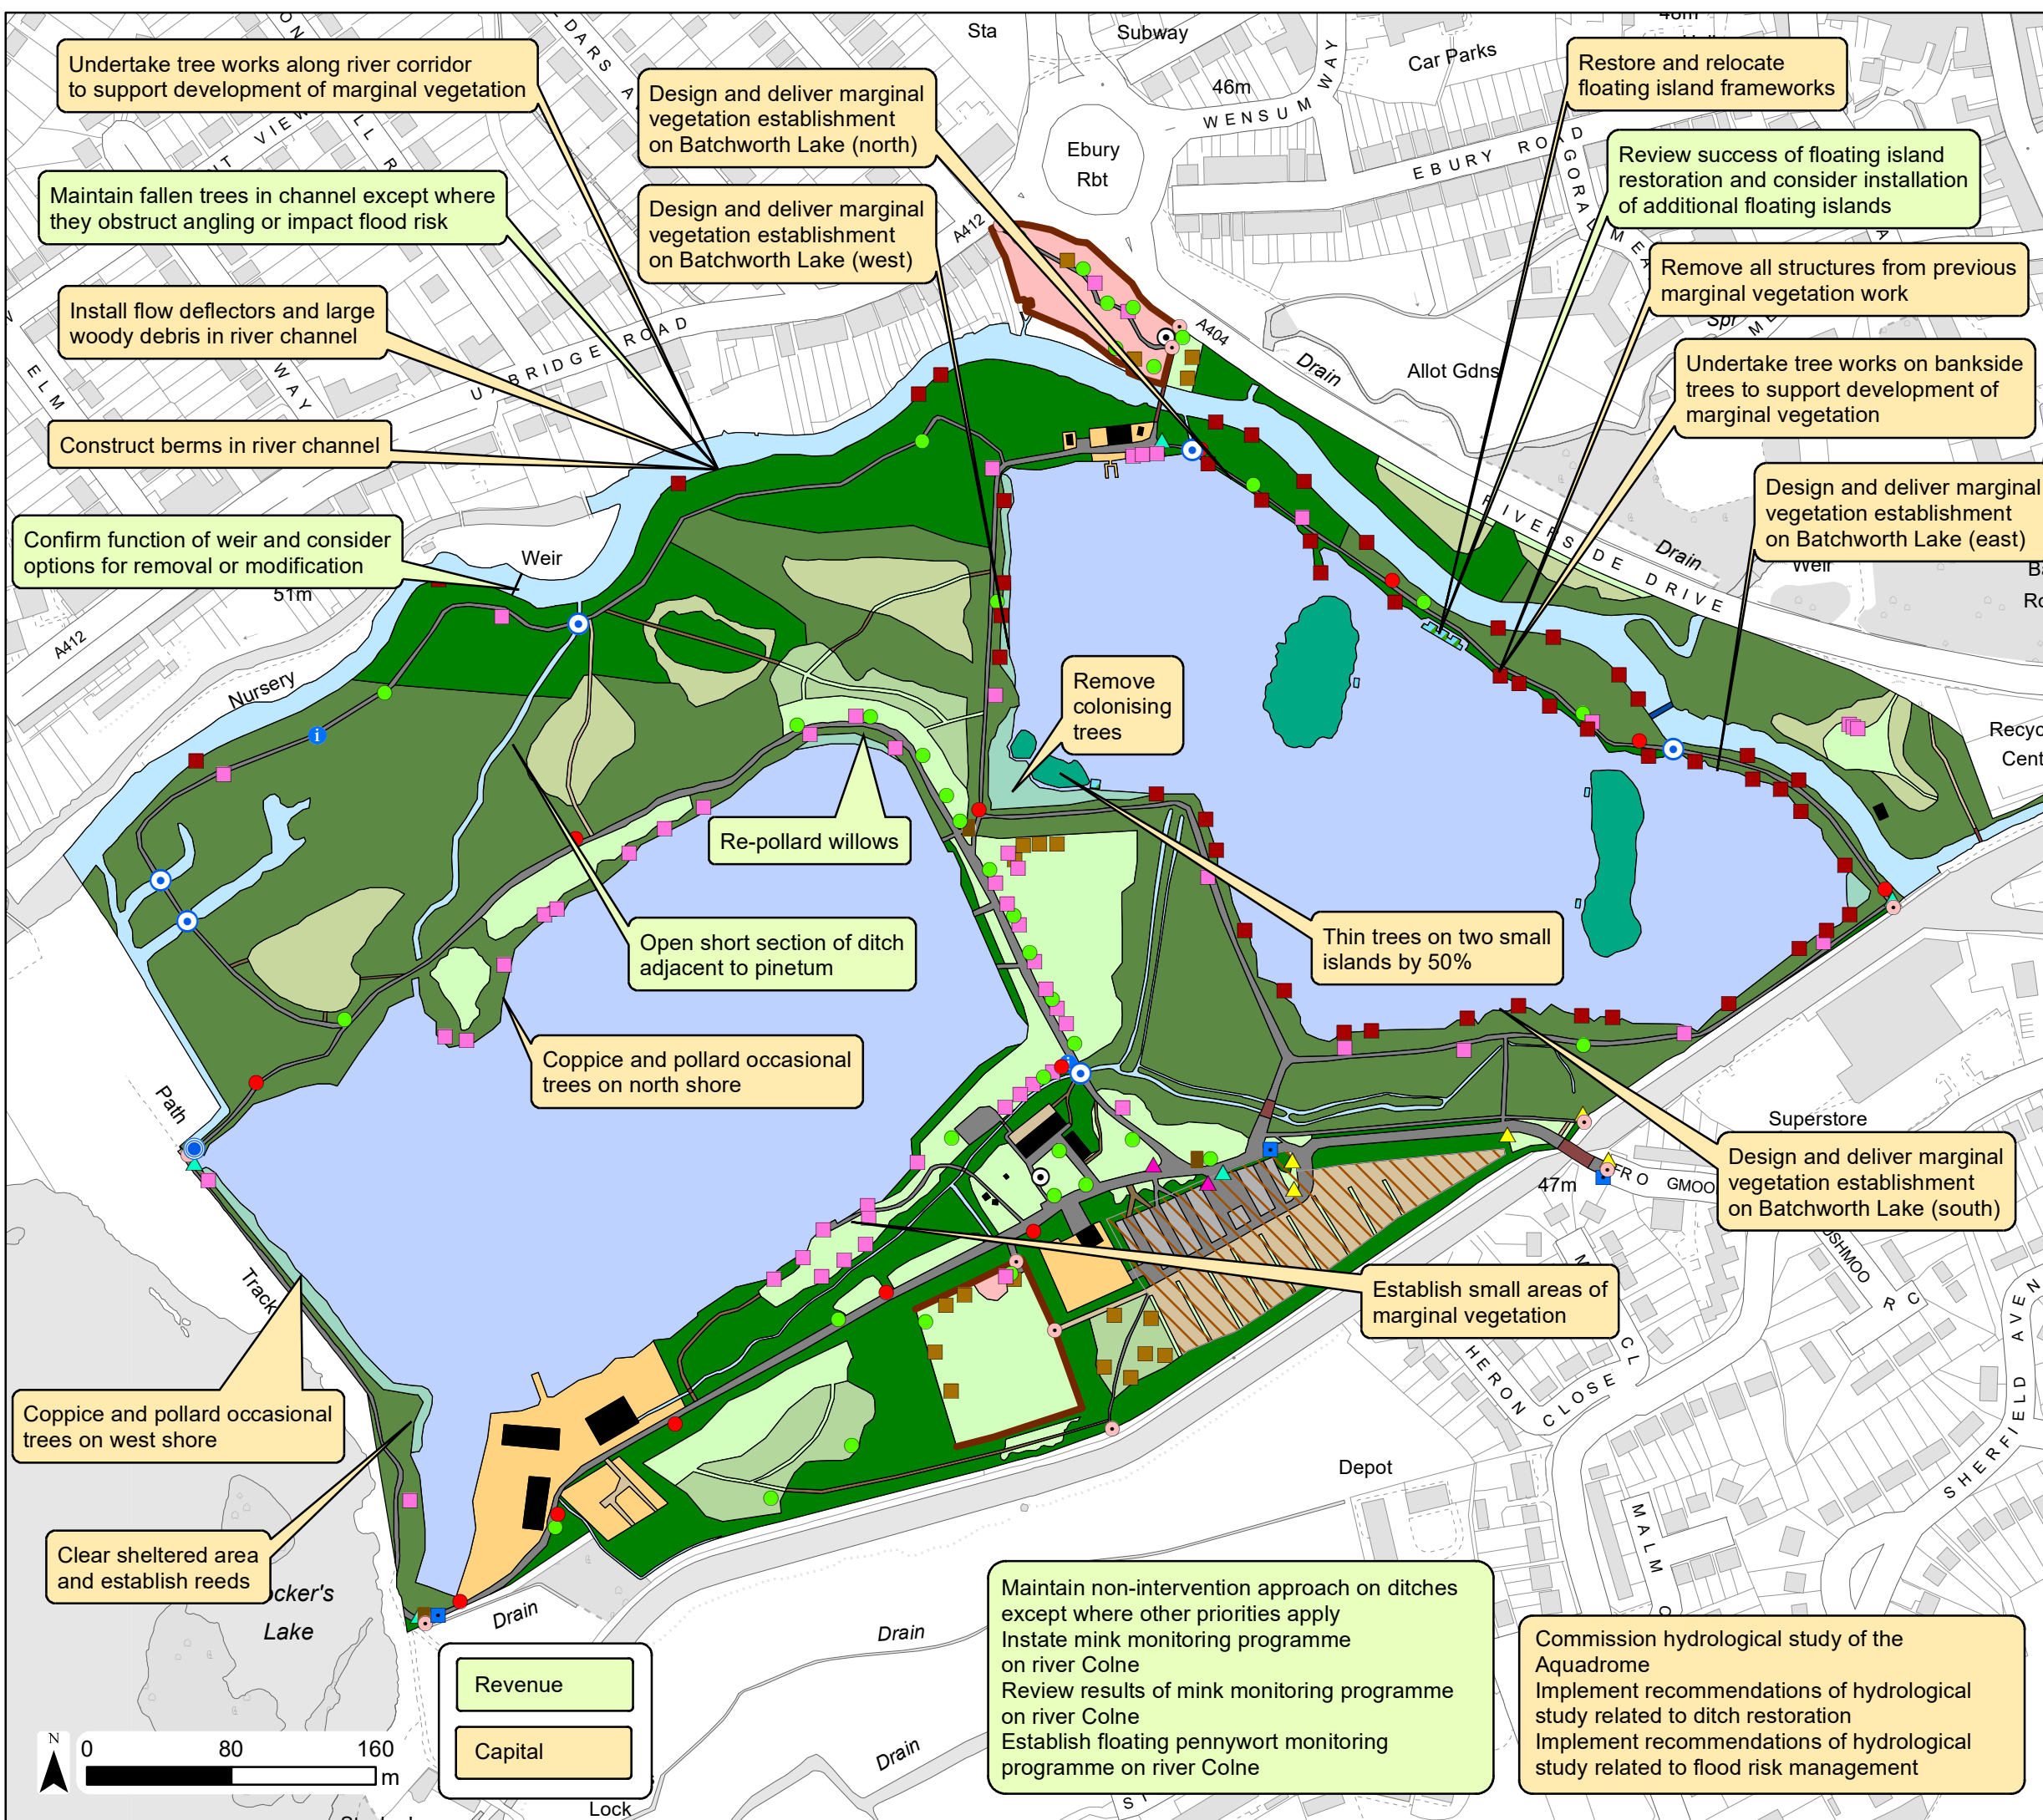 Undertake tree works along river corridor
to support development of marginal vegetation
Maintain fallen trees in channel except where
they obstruct angling or impact flood risk
Install flow deflectors and large
woody debris in river channel
Construct berms in river channel
Confirm function of weir and consider
options for removal or modification
Design and deliver marginal
vegetation establishment
on Batchworth Lake (north)
Design and deliver marginal
vegetation establishment
on Batchworth Lake (west)
Restore and relocate
floating island frameworks
Review success of floating island
restoration and consider installation
of additional floating islands
Remove all structures from previous
marginal vegetation work
Undertake tree works on bankside
trees to support development of
marginal vegetation
Design and deliver marginal
vegetation establishment
on Batchworth Lake (east)
Remove
colonising
trees
Re-pollard willows
Open short section of ditch
adjacent to pinetum
Thin trees on two small
islands by 50%
Coppice and pollard occasional
trees on north shore
Design and deliver marginal
vegetation establishment
on Batchworth Lake (south)
Establish small areas of
marginal vegetation
Coppice and pollard occasional
trees on west shore
Clear sheltered area
and establish reeds
Revenue
Capital
Maintain non-intervention approach on ditches
except where other priorities apply
Instate mink monitoring programme
on river Colne
Review results of mink monitoring programme
on river Colne
Establish floating pennywort monitoring
programme on river Colne
Commission hydrological study of the
Aquadrome
Implement recommendations of hydrological
study related to ditch restoration
Implement recommendations of hydrological
study related to flood risk management
Sta
Subway
46m
Car Parks
WENSUM WAY
Ebury
Rbt
EBURY ROAD
A412
A404
Drain
Allot Gdns
Spr
RIVERSIDE DRIVE
Drain
Weir
UXBRIDGE ROAD
ELM
WAY
Weir
51m
A412
Nursery
Path
Track
Superstore
47m
HERON CLOSE
SHERFIELD AVEN
Depot
MALM
Lake
Drain
Drain
Drain
Lock
N
0 80 160
m